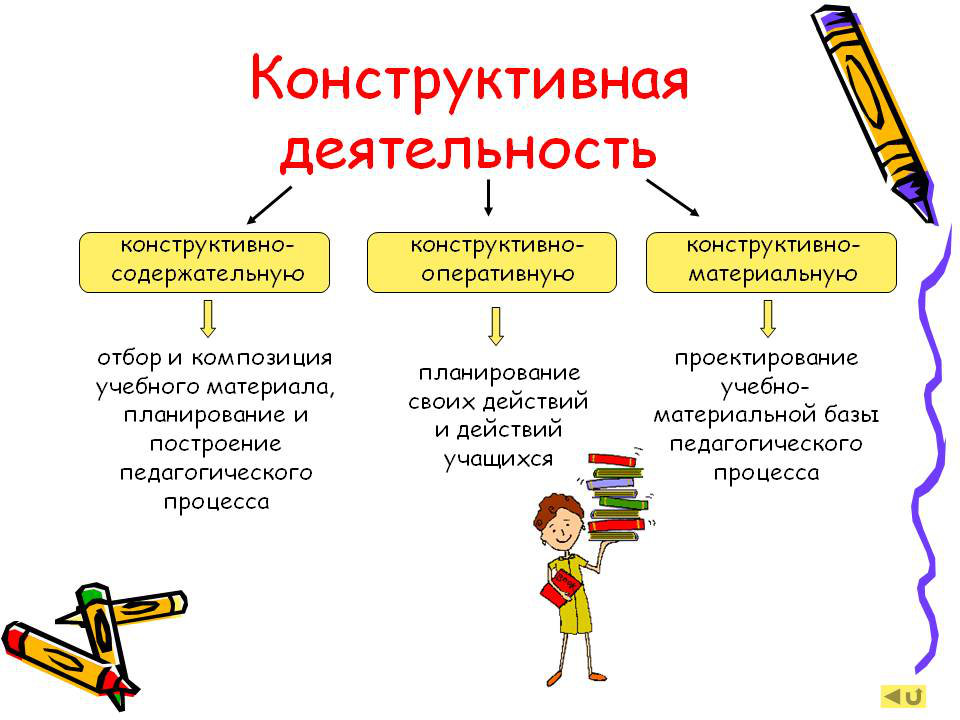 Конструктивная
деятельность
конструктивно-
содержательную
конструктивно-
оперативную
конструктивно-
материальную
отбор и композиция
учебного материала,
планирование и
построение
педагогического
процесса
планирование
своих действий
и действий
учащихся
проектирование
учебно-
материальной базы
педагогического
процесса
BOOK